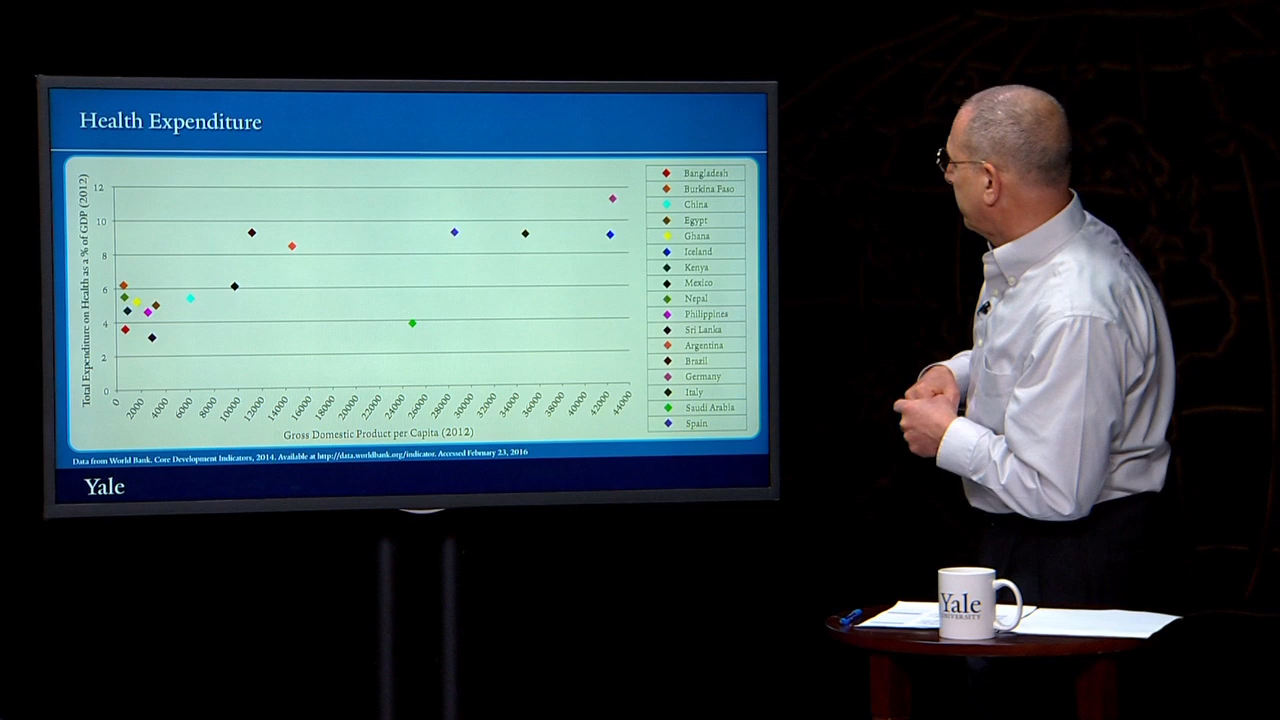 Health Expenditure
Total Expenditure on Health as a % of GDP (2012)
12
10
8
6
4
2
0
0 2000 4000 6000 8000 10000 12000 14000 16000 18000 20000 22000 24000 26000 28000 30000 32000 34000 36000 38000 40000 42000 44000
Gross Domestic Product per Capita (2012)
Bangladesh
Burkina Faso
China
Egypt
Ghana
Iceland
Kenya
Mexico
Nepal
Philippines
Sri Lanka
Argentina
Brazil
Germany
Italy
Saudi Arabia
Spain
Data from World Bank. Core Development Indicators, 2014. Available at http://data.worldbank.org/indicator. Accessed February 23, 2016
Yale
Yale
UNIVERSITY